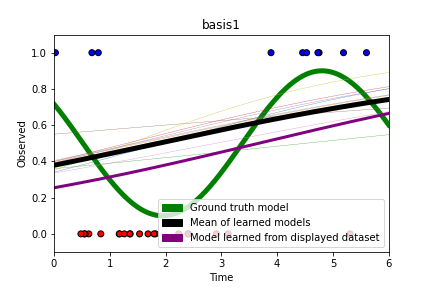 basis1
Observed
1.0
0.8
0.6
0.4
0.2
0.0
Ground truth model
Mean of learned models
Model learned from displayed dataset
0 1 2 3 4 5 6
Time